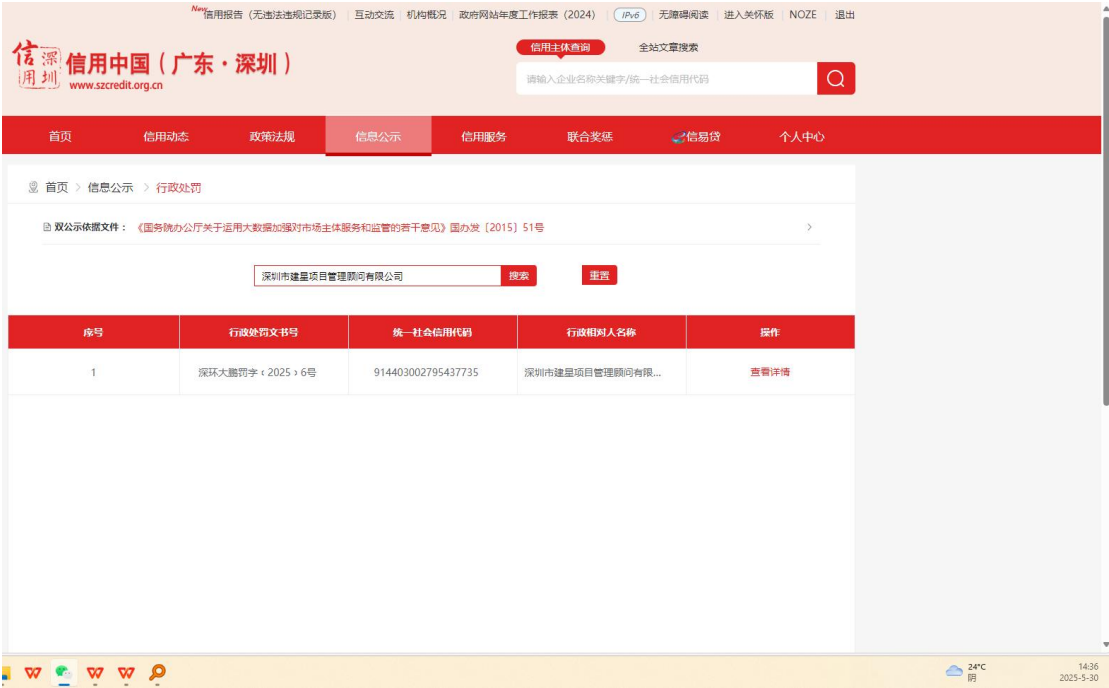 New 信用报告（无违法违规记录版） 互动交流 机构概况 政府网站年度工作报表（2024） IPv6 无障碍阅读 进入关怀版 NOZE 退出
信用深圳
信用中国（广东·深圳）
www.szcredit.org.cn
信用主体查询 全站文章搜索
请输入企业名称关键字/统一社会信用代码
首页 信用动态 政策法规 信息公示 信用服务 联合奖惩 信易贷 个人中心
首页 > 信息公示 > 行政处罚
双公示依据文件： 《国务院办公厅关于运用大数据加强对市场主体服务和监管的若干意见》国办发〔2015〕51号 >
深圳市建星项目管理顾问有限公司 搜索 重置
序号 行政处罚文书号 统一社会信用代码 行政相对人名称 操作
1 深环大鹏罚字﹝2025﹞6号 914403002795437735 深圳市建星项目管理顾问有限... 查看详情
24°C 14:36
阴 2025-5-30